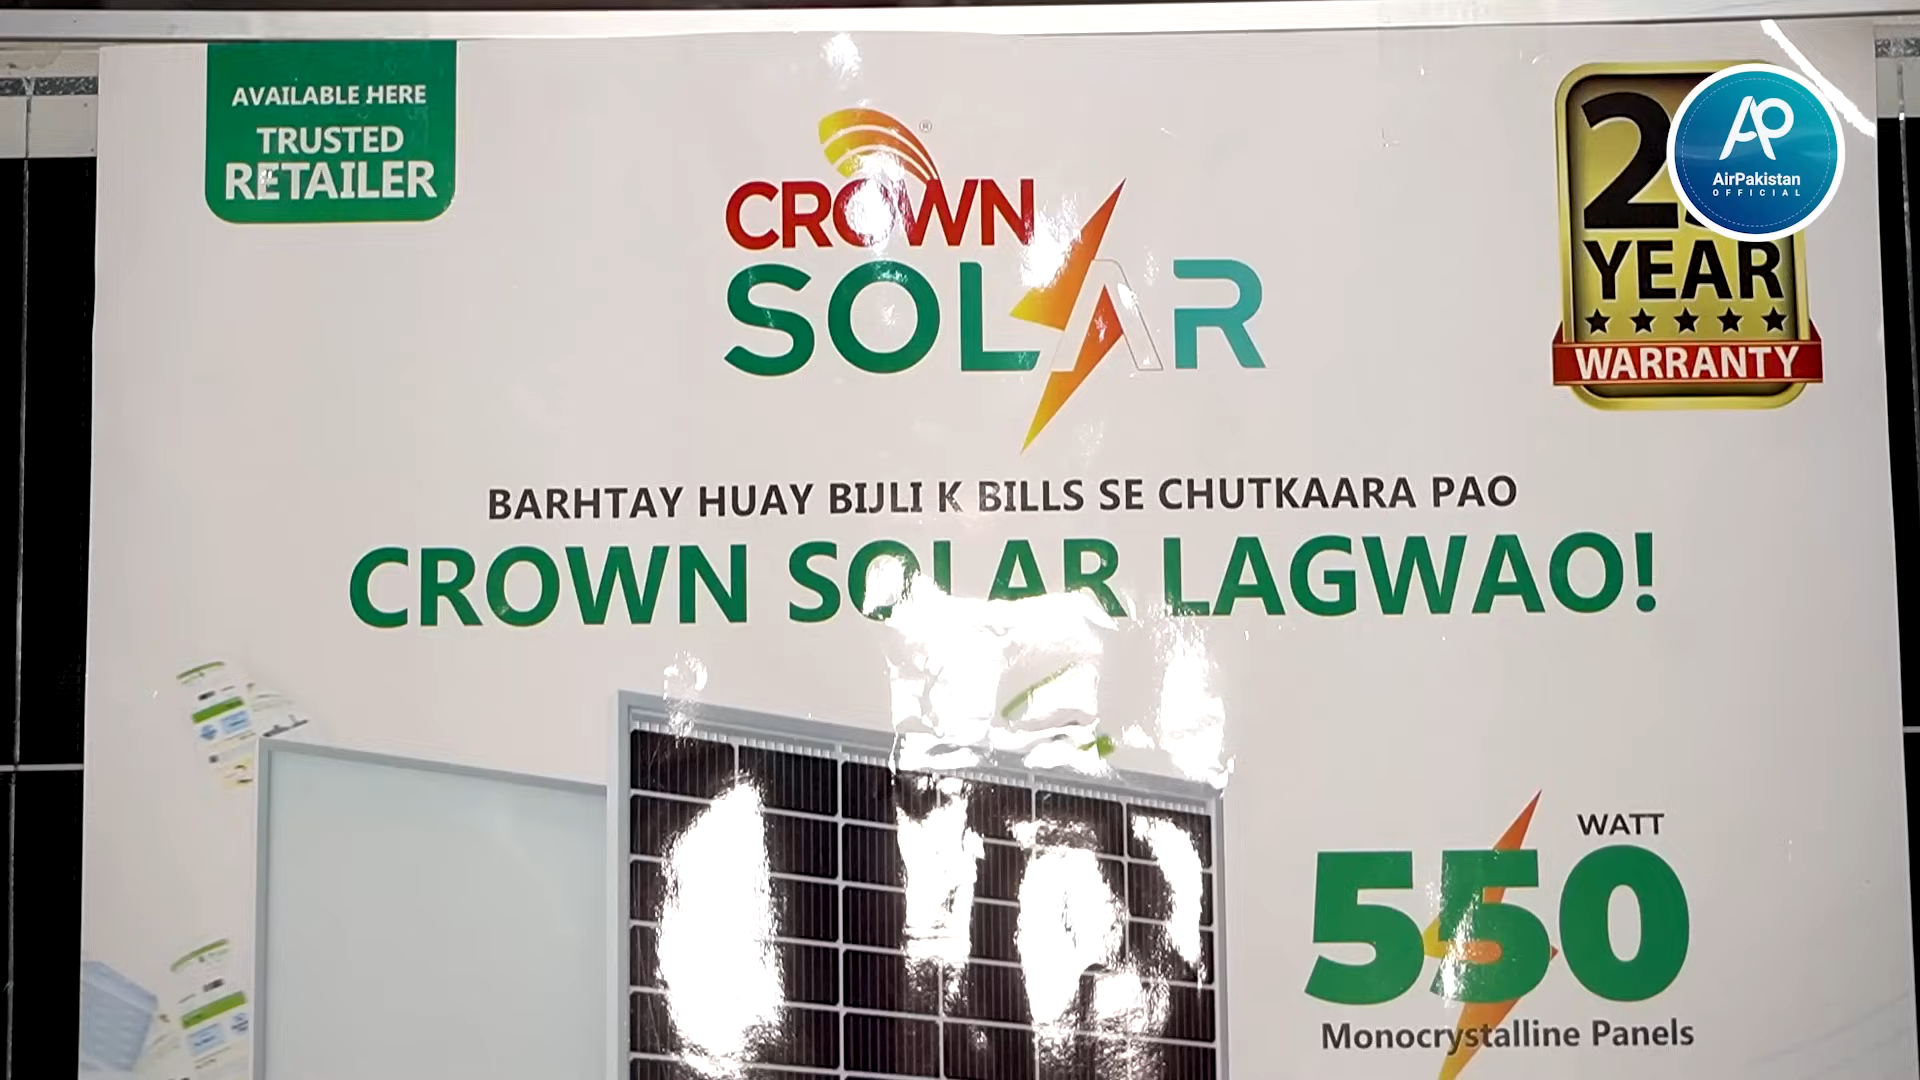 AVAILABLE HERE
TRUSTED
RETAILER
CROWN
SOLAR
YEAR
WARRANTY
AP
AirPakistan
OFFICIAL
BARHTAY HUAY BIJLI K BILLS SE CHUTKAARA PAO
CROWN SOLAR LAGWAO!
WATT
550
Monocrystalline Panels